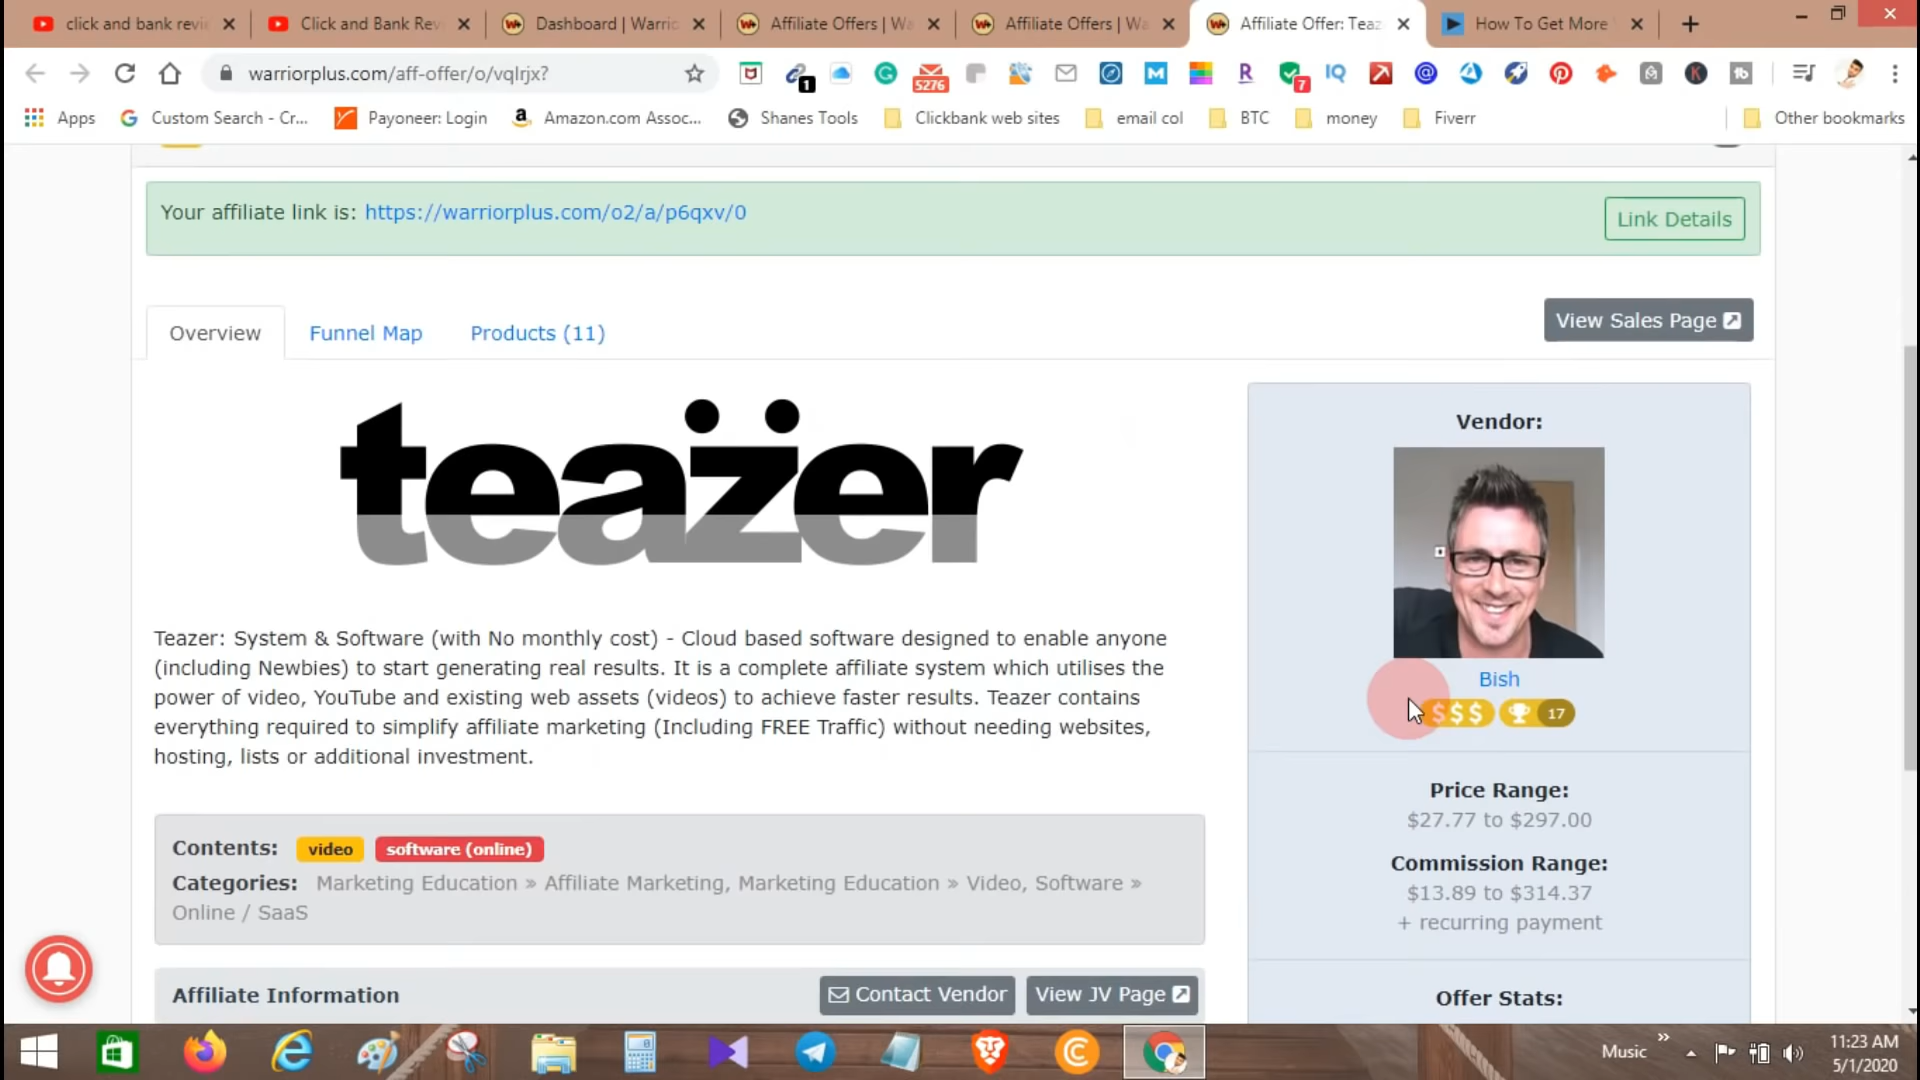 click and bank revi
Click and Bank Rev
Dashboard | Warrio
Affiliate Offers | Wa
Affiliate Offers | Wa
Affiliate Offer: Teaz
How To Get More
warriorplus.com/aff-offer/o/vqlrjx?
1
5276
7
IQ
Apps
Custom Search - Cr...
Payoneer: Login
Amazon.com Assoc...
Shanes Tools
Clickbank web sites
email col
BTC
money
Fiverr
Other bookmarks
Your affiliate link is: https://warriorplus.com/o2/a/p6qxv/0
Link Details
Overview
Funnel Map
Products (11)
View Sales Page
teazer
Teazer: System & Software (with No monthly cost) - Cloud based software designed to enable anyone
(including Newbies) to start generating real results. It is a complete affiliate system which utilises the
power of video, YouTube and existing web assets (videos) to achieve faster results. Teazer contains
everything required to simplify affiliate marketing (Including FREE Traffic) without needing websites,
hosting, lists or additional investment.
Contents: video software (online)
Categories: Marketing Education » Affiliate Marketing, Marketing Education » Video, Software »
Online / SaaS
Affiliate Information
Contact Vendor
View JV Page
Vendor:
Bish
$$$ 17
Price Range:
$27.77 to $297.00
Commission Range:
$13.89 to $314.37
+ recurring payment
Offer Stats:
Music
11:23 AM
5/1/2020